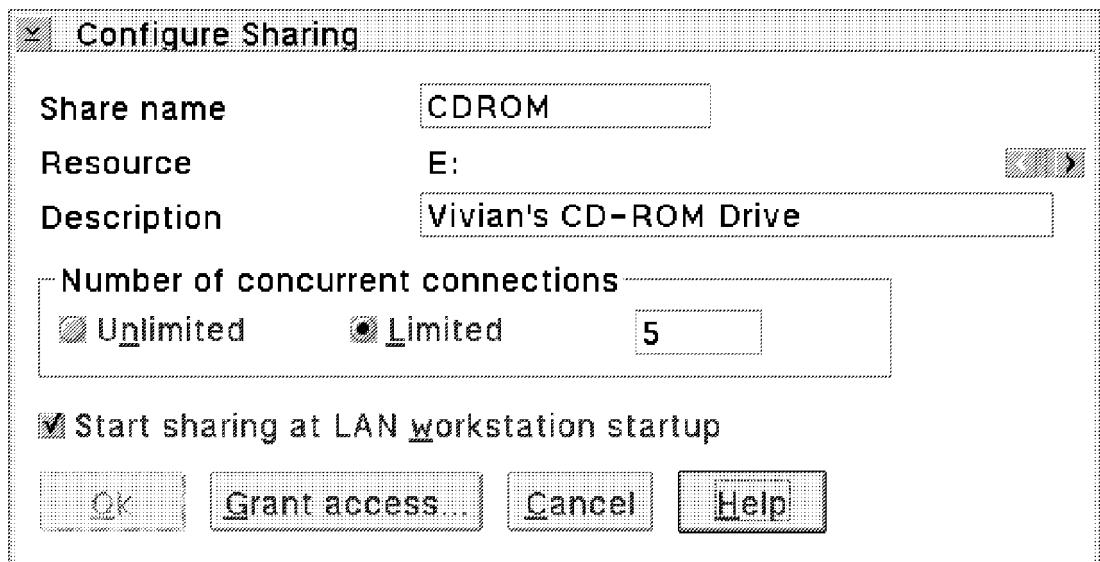 Configure Sharing
Share name CDROM
Resource E:
Description Vivian's CD-ROM Drive
Number of concurrent connections
Unlimited Limited 5
Start sharing at LAN workstation startup
Ok Grant access... Cancel Help